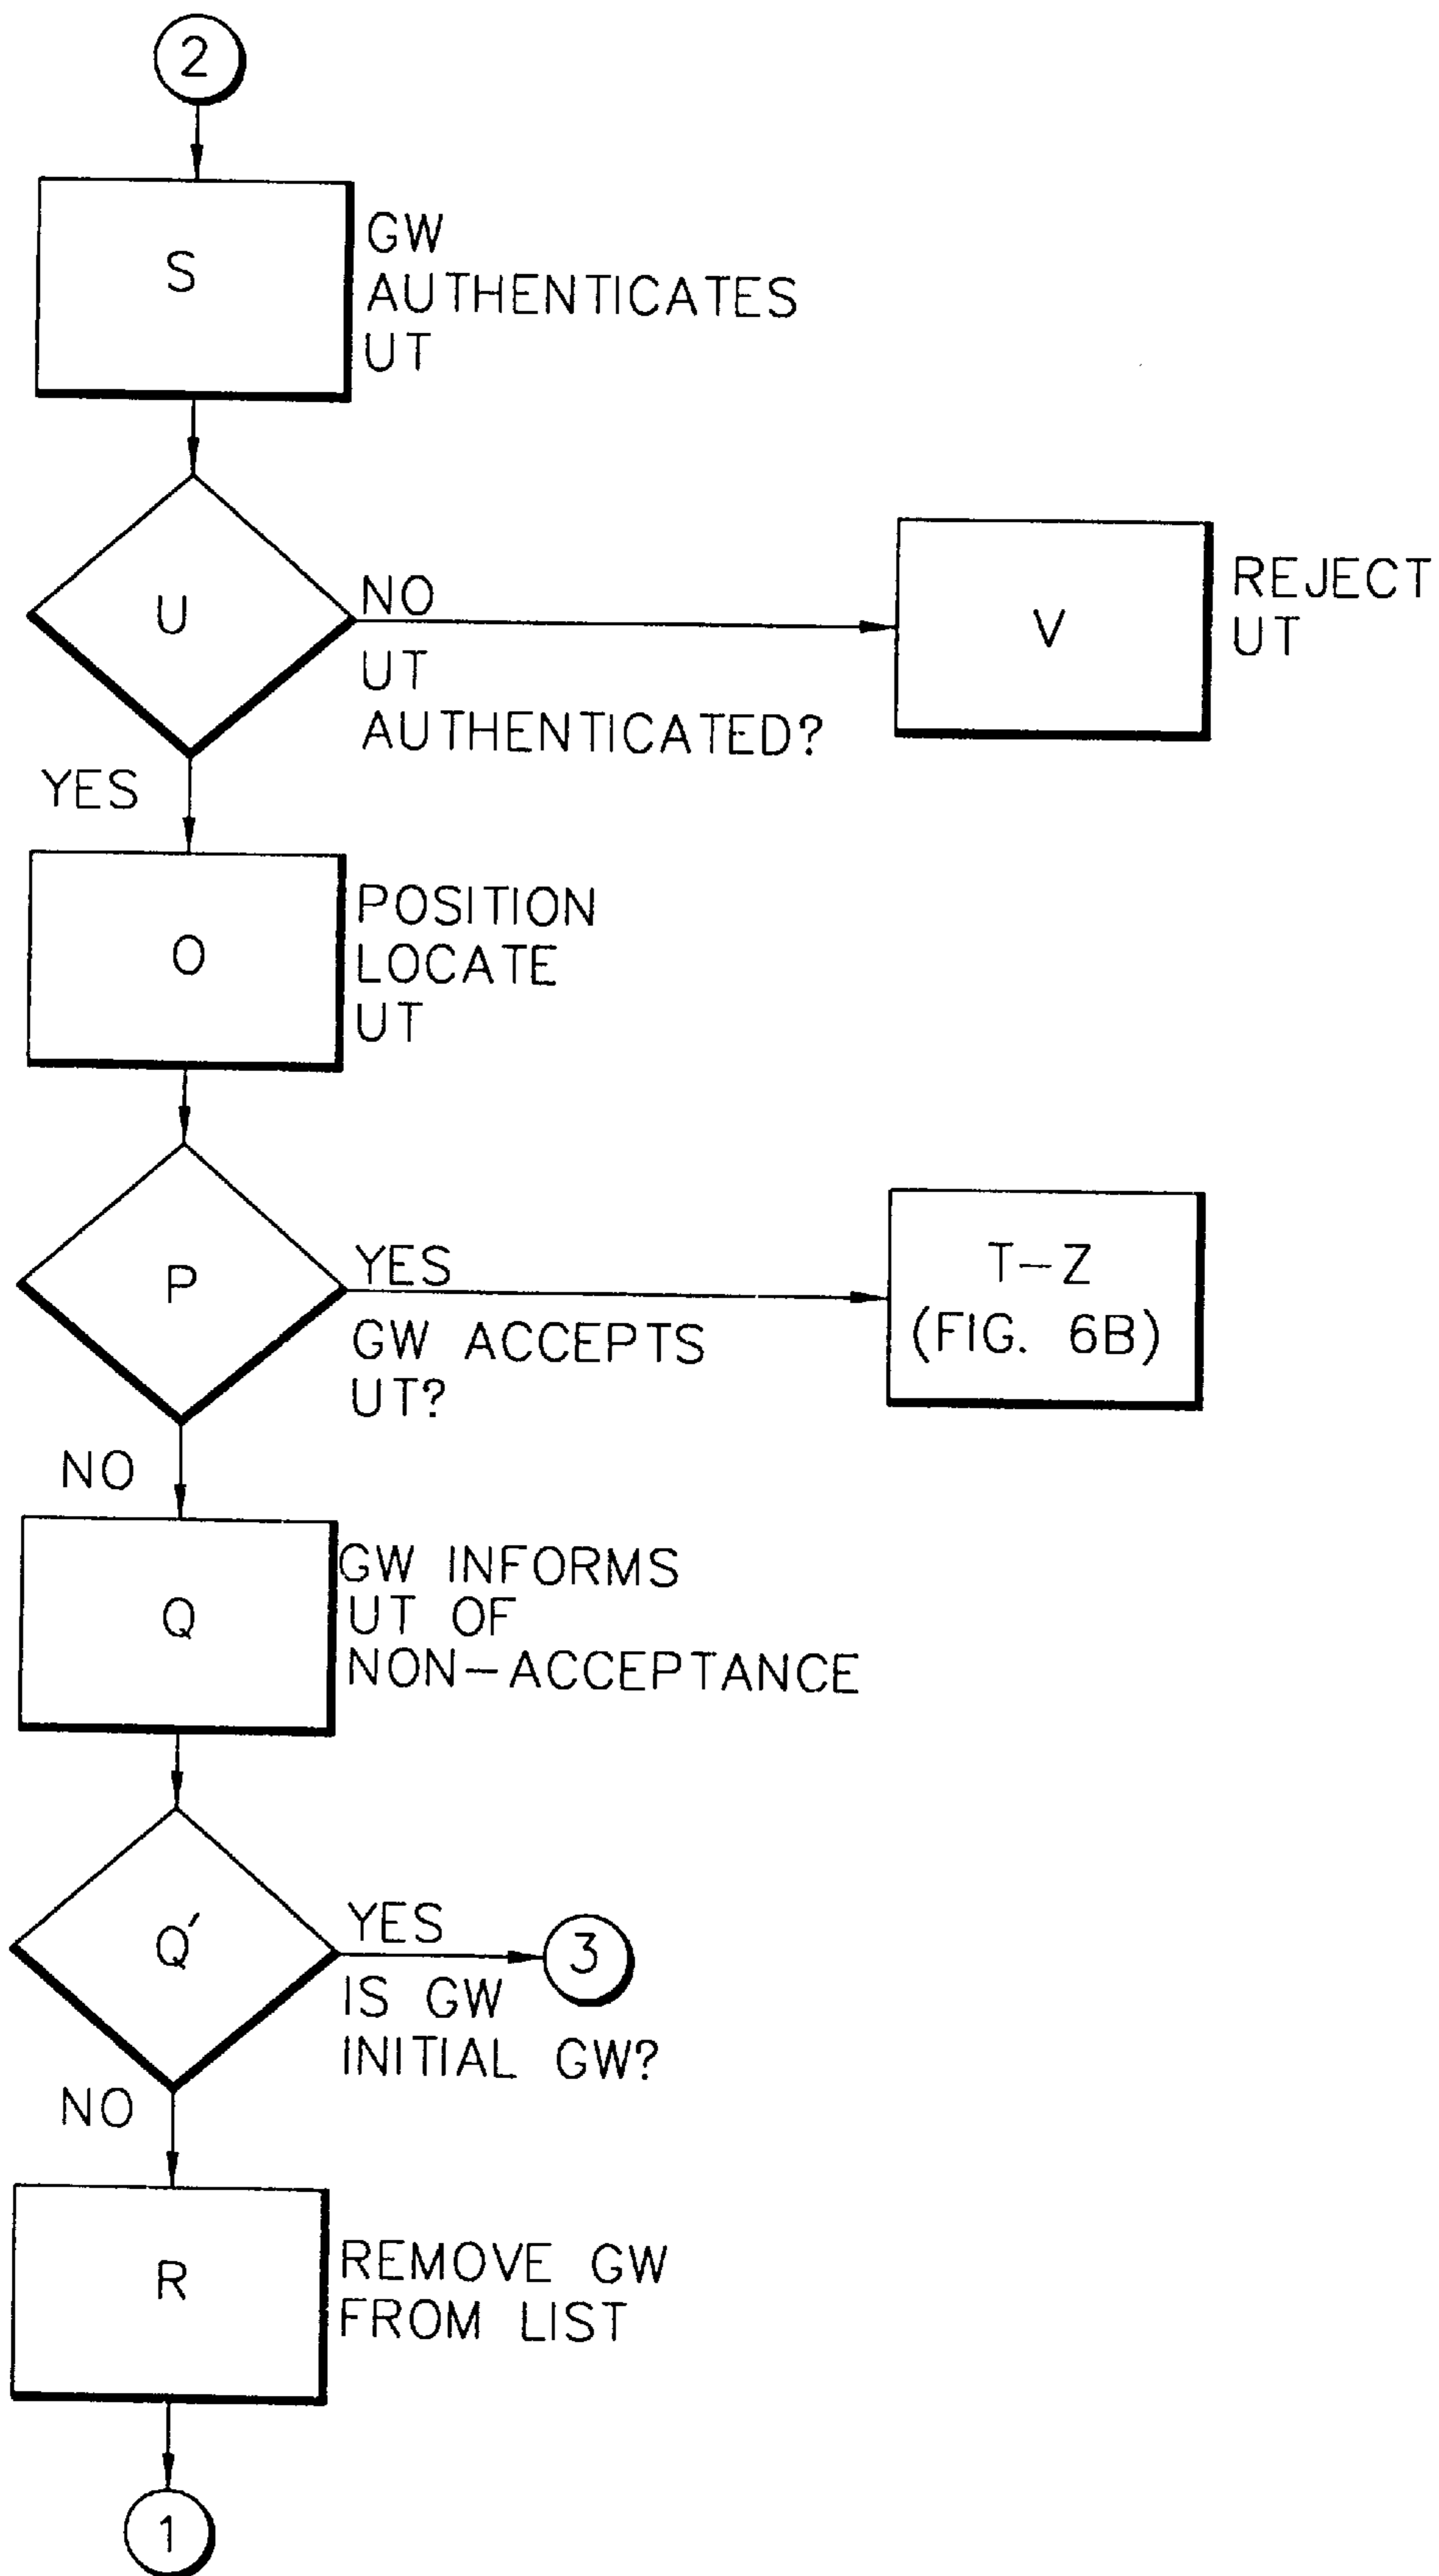 2
S
GW
AUTHENTICATES
UT
U
NO
UT
AUTHENTICATED?
V
REJECT
UT
YES
O
POSITION
LOCATE
UT
P
YES
GW ACCEPTS
UT?
T-Z
(FIG. 6B)
NO
Q
GW INFORMS
UT OF
NON-ACCEPTANCE
Q'
YES
IS GW
INITIAL GW?
3
NO
R
REMOVE GW
FROM LIST
1